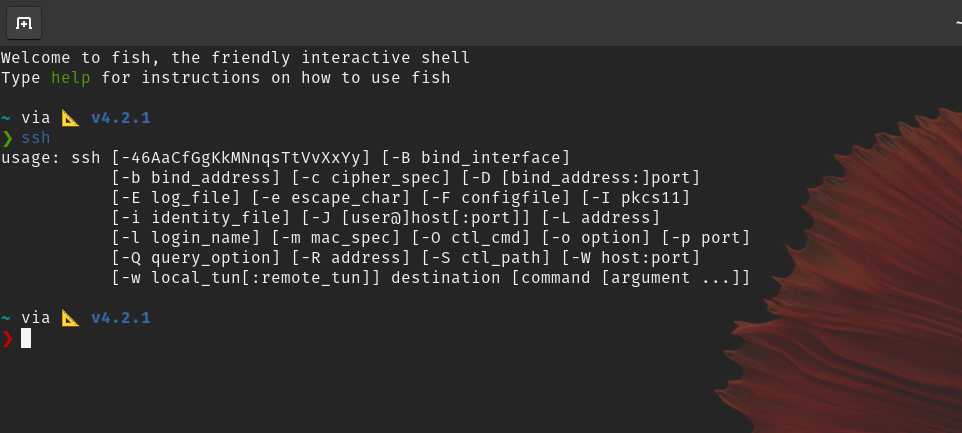 ~
Welcome to fish, the friendly interactive shell
Type help for instructions on how to use fish
~ via 📐 v4.2.1
❯ ssh
usage: ssh [-46AaCfGgKkMNnqsTtVvXxYy] [-B bind_interface]
           [-b bind_address] [-c cipher_spec] [-D [bind_address:]port]
           [-E log_file] [-e escape_char] [-F configfile] [-I pkcs11]
           [-i identity_file] [-J [user@]host[:port]] [-L address]
           [-l login_name] [-m mac_spec] [-O ctl_cmd] [-o option] [-p port]
           [-Q query_option] [-R address] [-S ctl_path] [-W host:port]
           [-w local_tun[:remote_tun]] destination [command [argument ...]]
~ via 📐 v4.2.1
❯